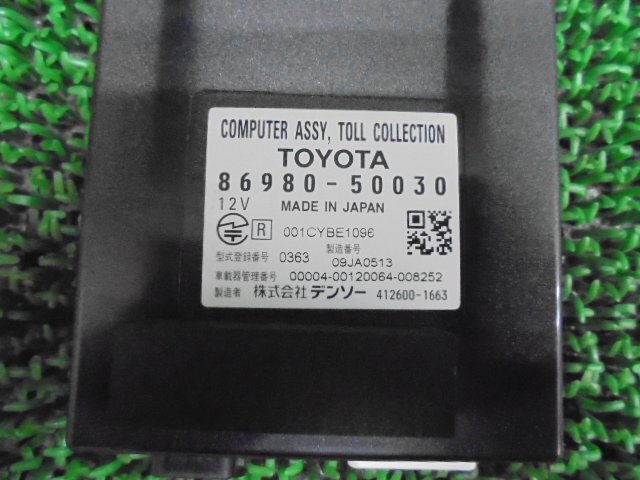 COMPUTER ASSY, TOLL COLLECTION
TOYOTA
86980-50030
12V MADE IN JAPAN
R 001CYBE1096
型式登録番号 0363 製造番号 09JA0513
車載器管理番号 00004-00120064-008252
製造者 株式会社デンソー 412600-1663